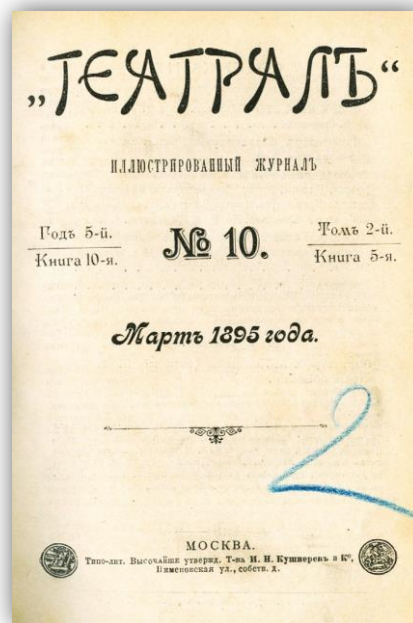 „ТЕАТРАЛЪ“
ИЛЛЮСТРИРОВАННЫЙ ЖУРНАЛЪ
Годъ 5-й.
Книга 10-я.
№ 10.
Томъ 2-й.
Книга 5-я.
Мартъ 1895 года.
2
МОСКВА.
Типо-лит. Высочайше утвержд. Т-ва И. Н. Кушнеревъ и К°,
Пименовская ул., собств. д.